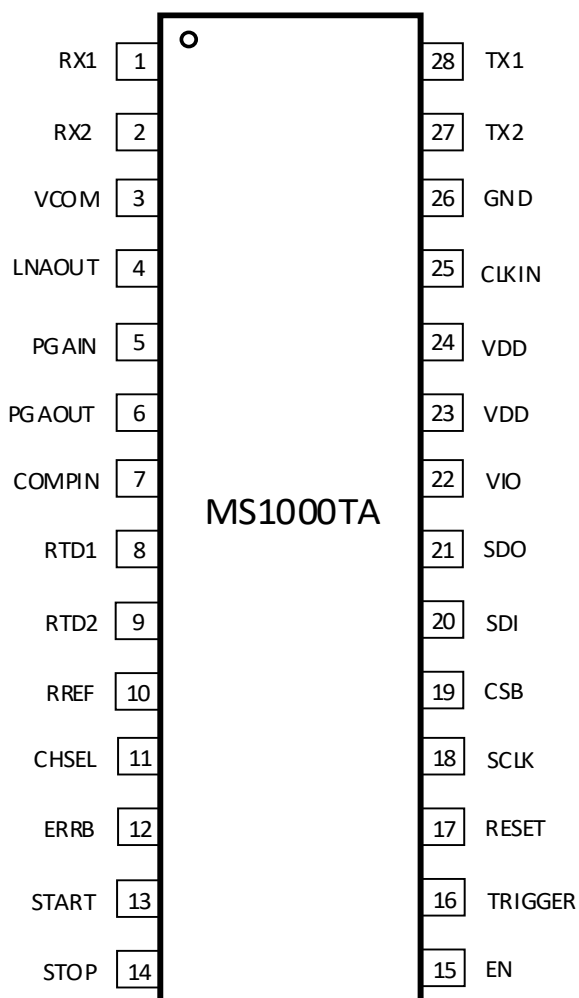 RX1 1 28 TX1
RX2 2 27 TX2
VCOM 3 26 GND
LNAOUT 4 25 CLKIN
PGAIN 5 24 VDD
PGAOUT 6 23 VDD
COMPIN 7 22 VIO
MS1000TA
RTD1 8 21 SDO
RTD2 9 20 SDI
RREF 10 19 CSB
CHSEL 11 18 SCLK
ERRB 12 17 RESET
START 13 16 TRIGGER
STOP 14 15 EN